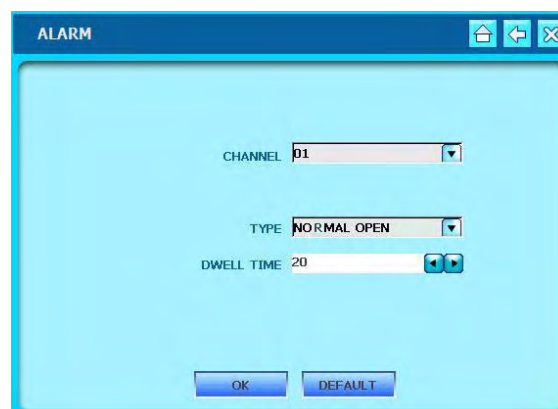 ALARM
CHANNEL 01
TYPE NORMAL OPEN
DWELL TIME 20
OK DEFAULT